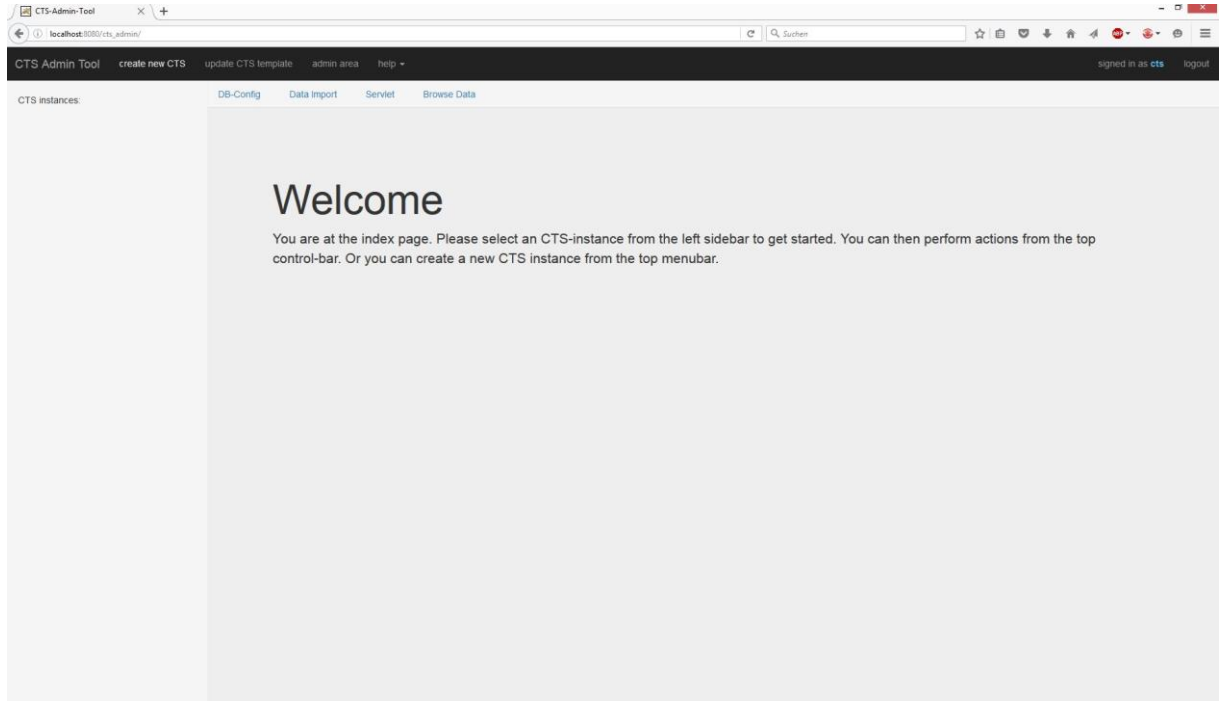 CTS-Admin-Tool
localhost:8080/cts_admin/
Suchen
CTS Admin Tool create new CTS update CTS template admin area help signed in as cts logout
CTS instances:
DB-Config Data Import Servlet Browse Data
Welcome
You are at the index page. Please select an CTS-instance from the left sidebar to get started. You can then perform actions from the top
control-bar. Or you can create a new CTS instance from the top menubar.